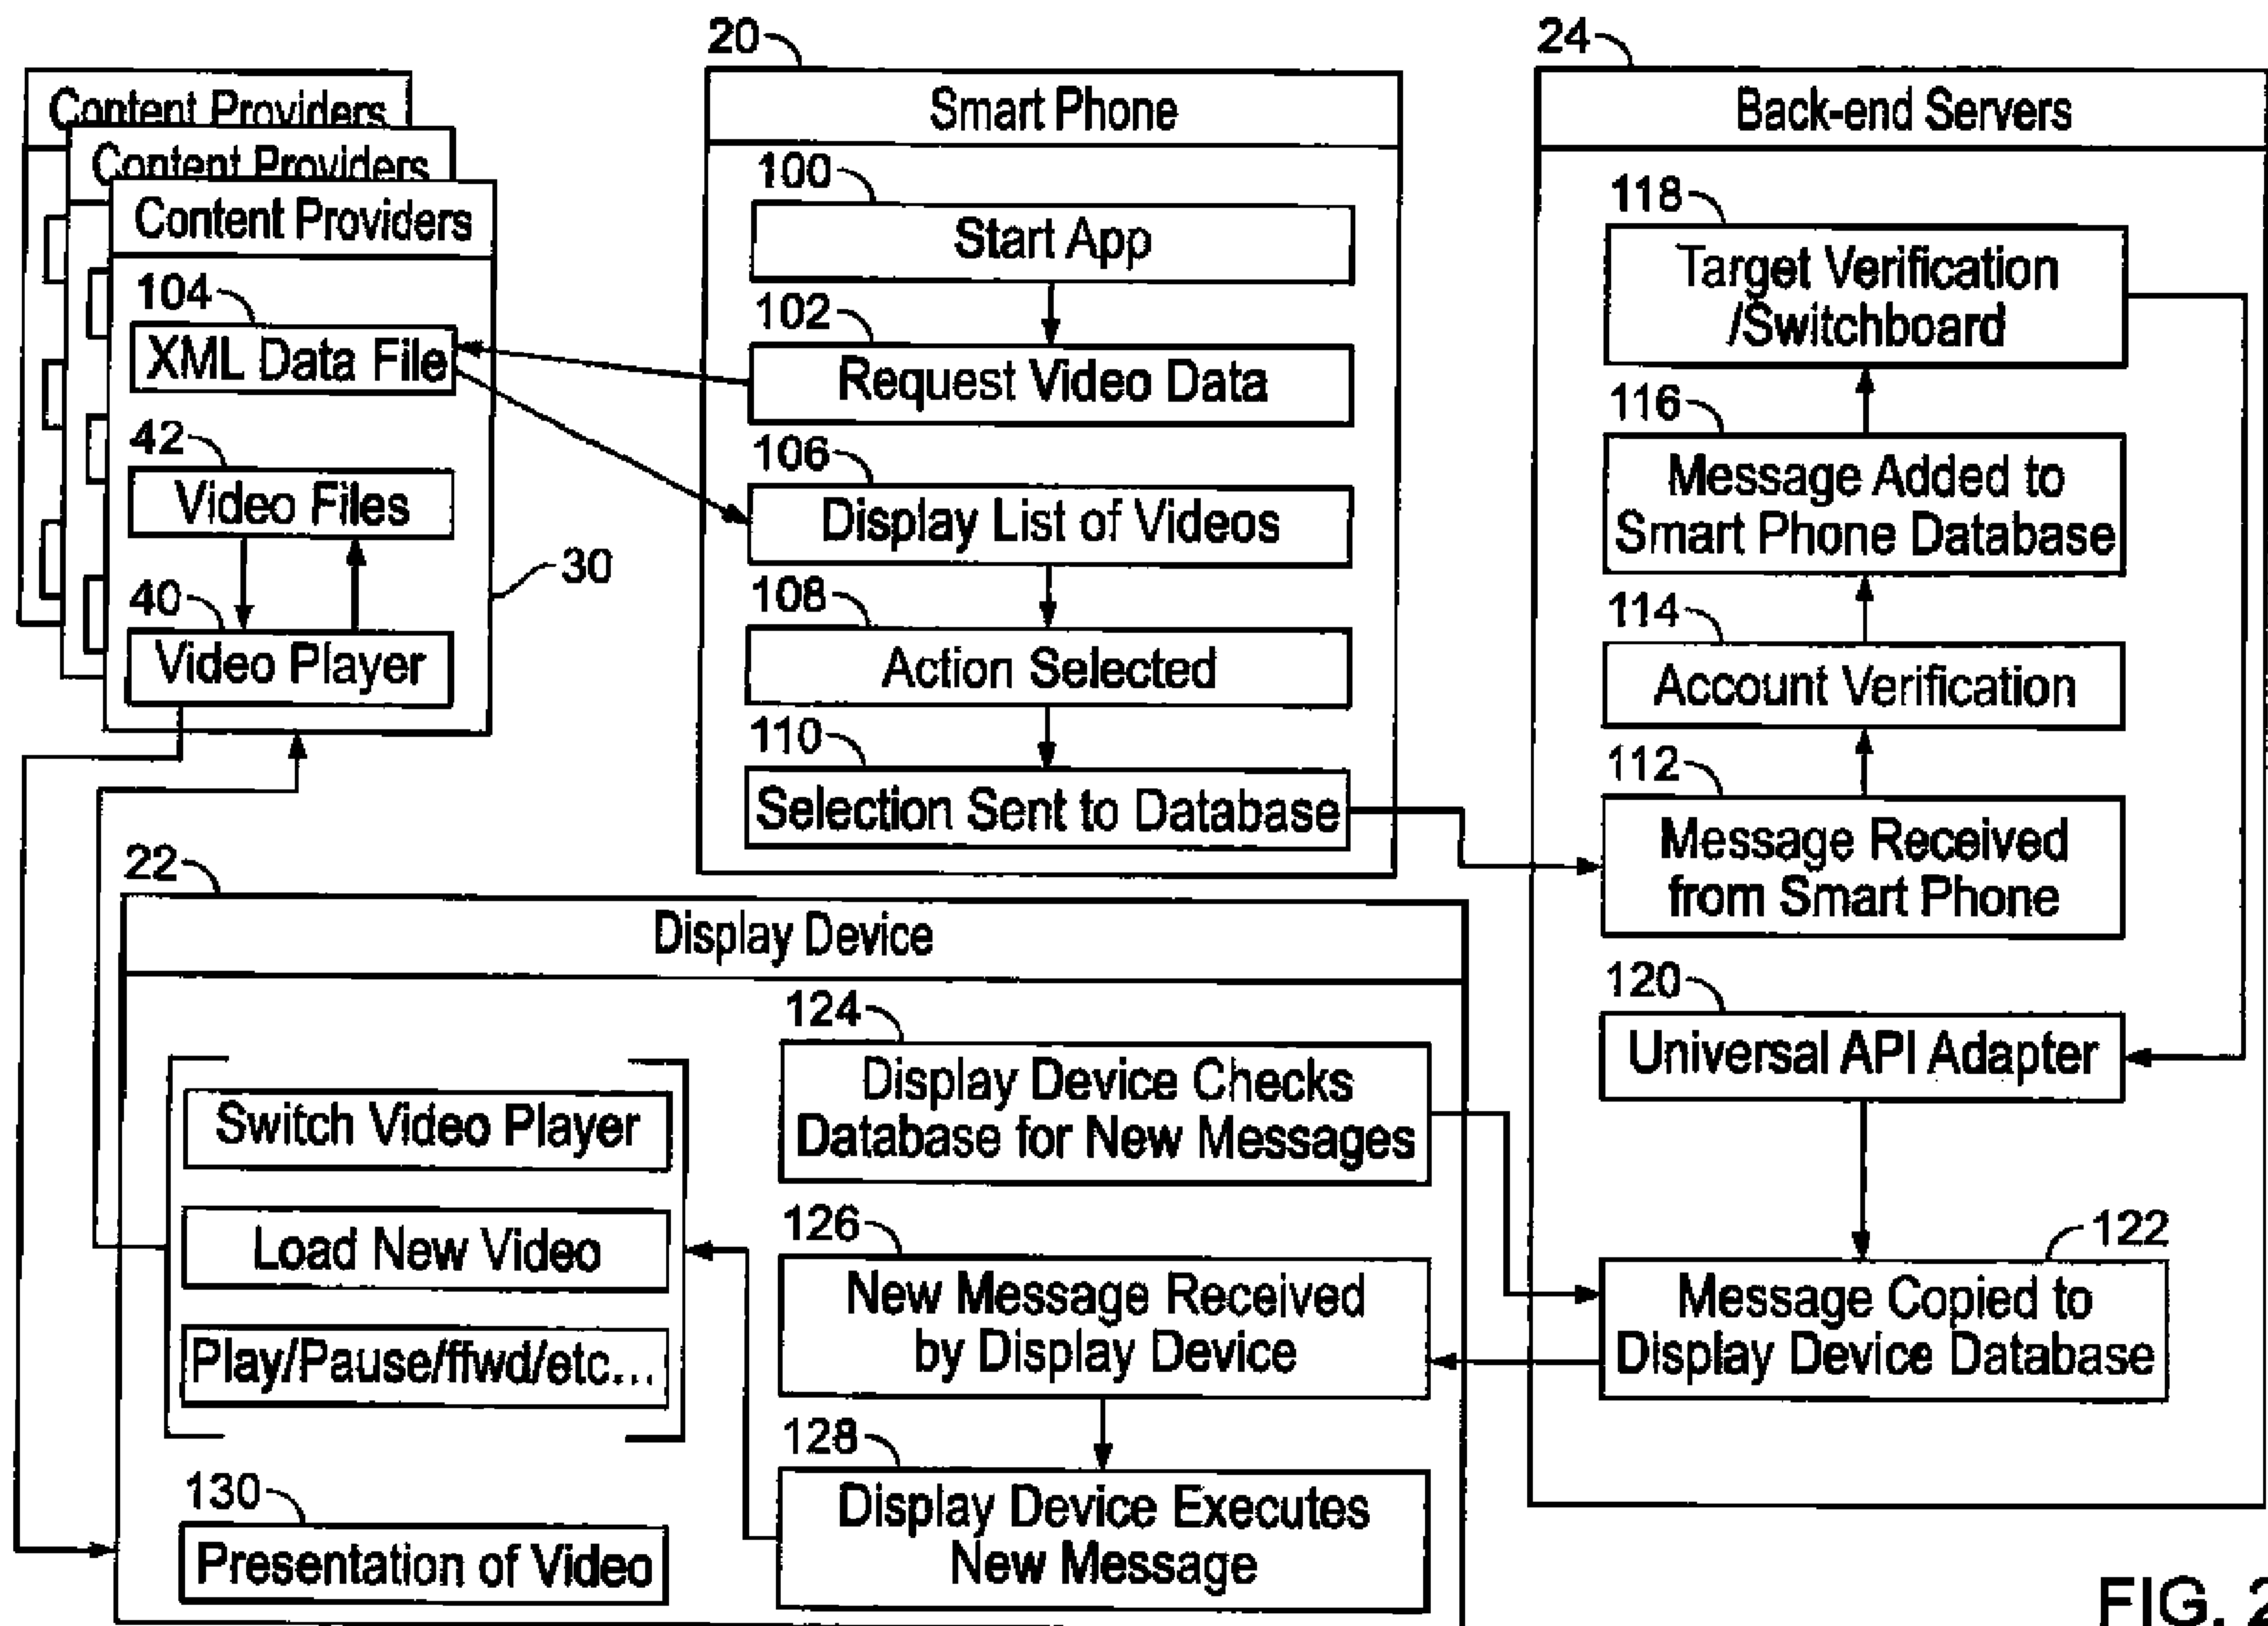 Content Providers
Content Providers
Content Providers
104
XML Data File
42
Video Files
40
Video Player
30
20
Smart Phone
100
Start App
102
Request Video Data
106
Display List of Videos
108
Action Selected
110
Selection Sent to Database
24
Back-end Servers
118
Target Verification
/Switchboard
116
Message Added to
Smart Phone Database
114
Account Verification
112
Message Received
from Smart Phone
120
Universal API Adapter
122
Message Copied to
Display Device Database
22
Display Device
124
Display Device Checks
Database for New Messages
126
New Message Received
by Display Device
128
Display Device Executes
New Message
Switch Video Player
Load New Video
Play/Pause/ffwd/etc...
130
Presentation of Video
FIG. 2